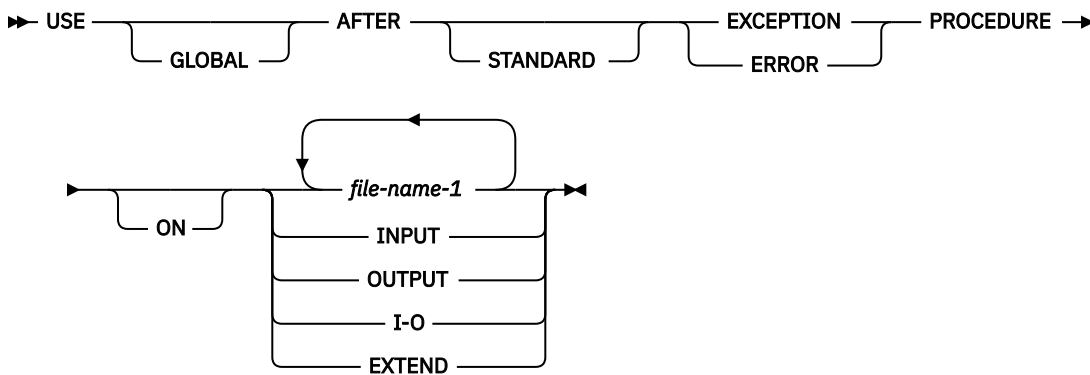 USE AFTER EXCEPTION PROCEDURE
GLOBAL STANDARD ERROR
file-name-1
ON
INPUT
OUTPUT
I-O
EXTEND